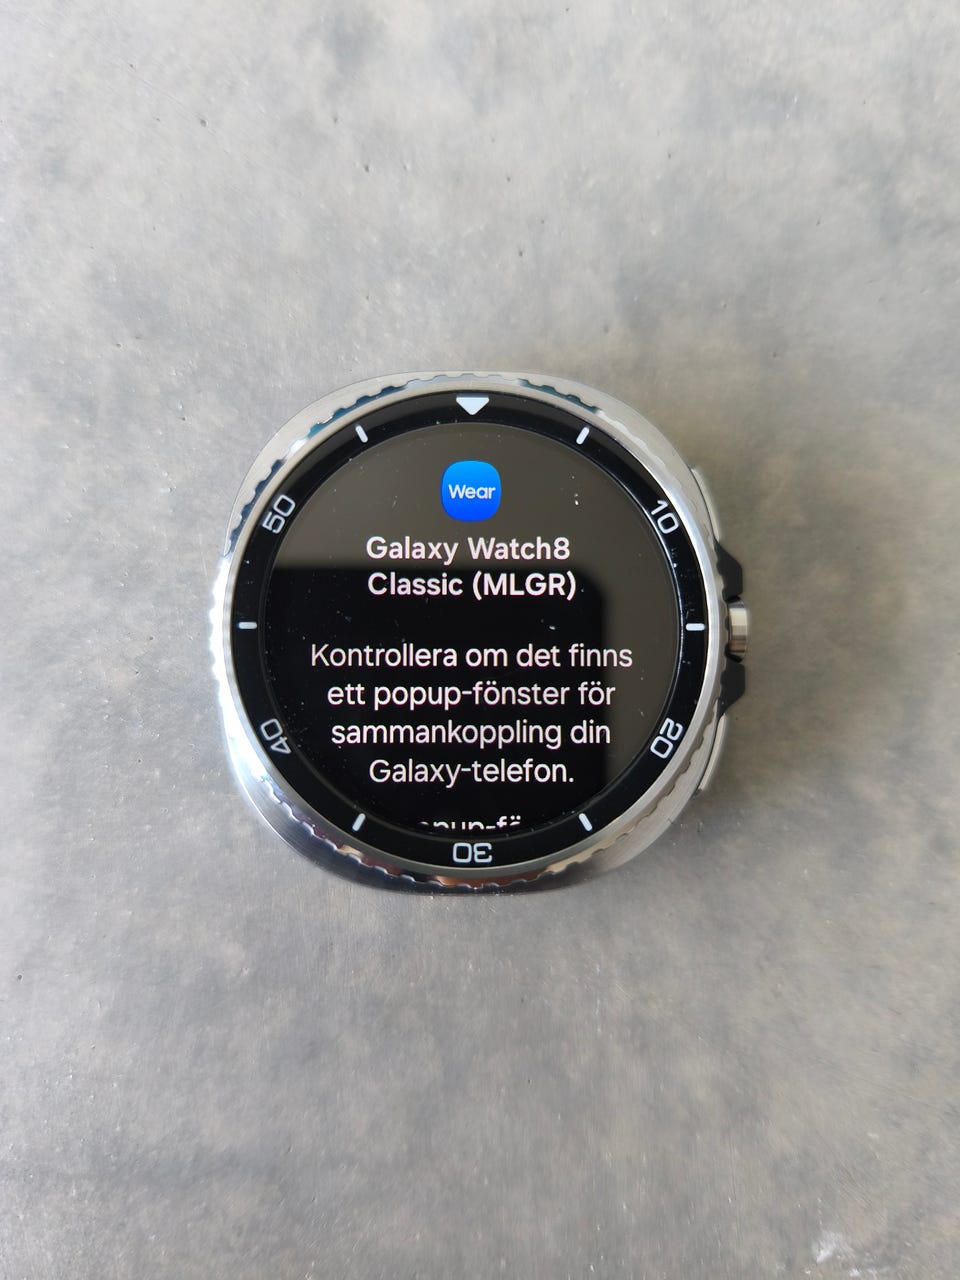 Wear
Galaxy Watch8
Classic (MLGR)
Kontrollera om det finns
ett popup-fönster för
sammankoppling din
Galaxy-telefon.
50
10
40
20
30